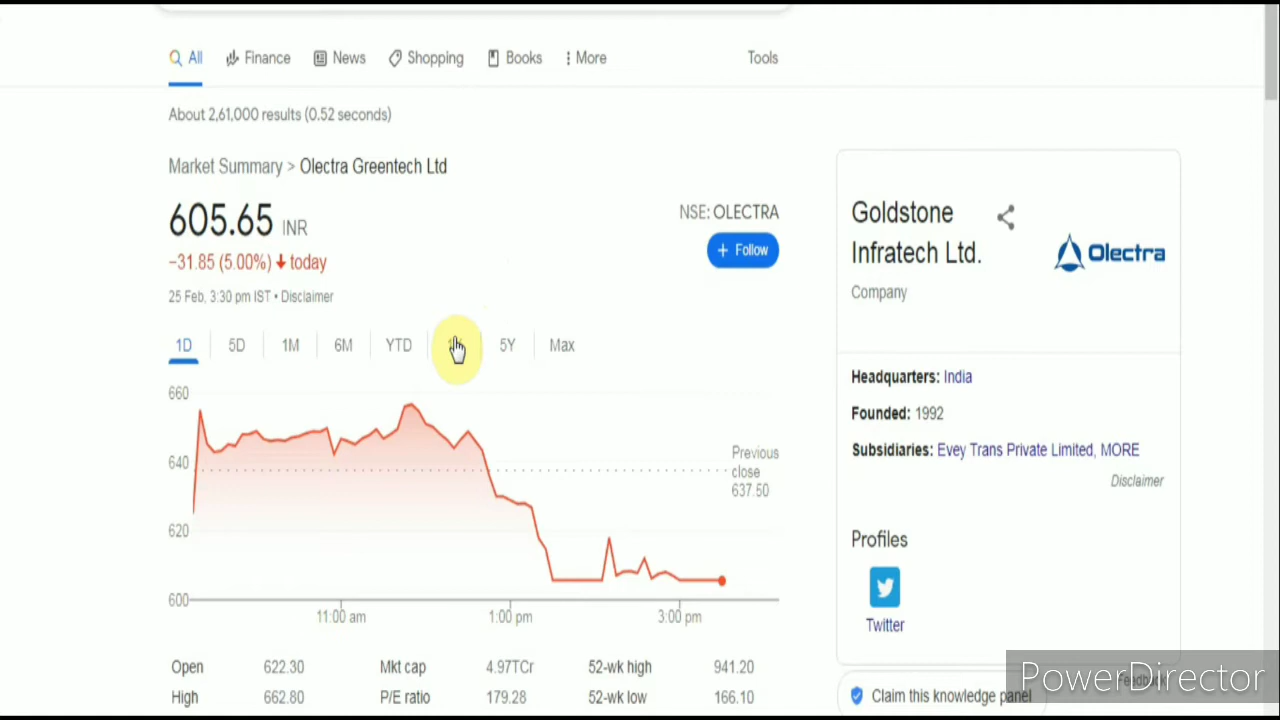 All Finance News Shopping Books More Tools
About 2,61,000 results (0.52 seconds)
Market Summary > Olectra Greentech Ltd
605.65 INR
−31.85 (5.00%) today
25 Feb, 3:30 pm IST • Disclaimer
NSE: OLECTRA
+ Follow
1D 5D 1M 6M YTD 5Y Max
660
640
620
600
Previous
close
637.50
11:00 am 1:00 pm 3:00 pm
Open 622.30 Mkt cap 4.97TCr 52-wk high 941.20
High 662.80 P/E ratio 179.28 52-wk low 166.10
Goldstone
Infratech Ltd.
Company
Olectra
Headquarters: India
Founded: 1992
Subsidiaries: Evey Trans Private Limited, MORE
Disclaimer
Profiles
Twitter
Feedback
Claim this knowledge panel
PowerDirector